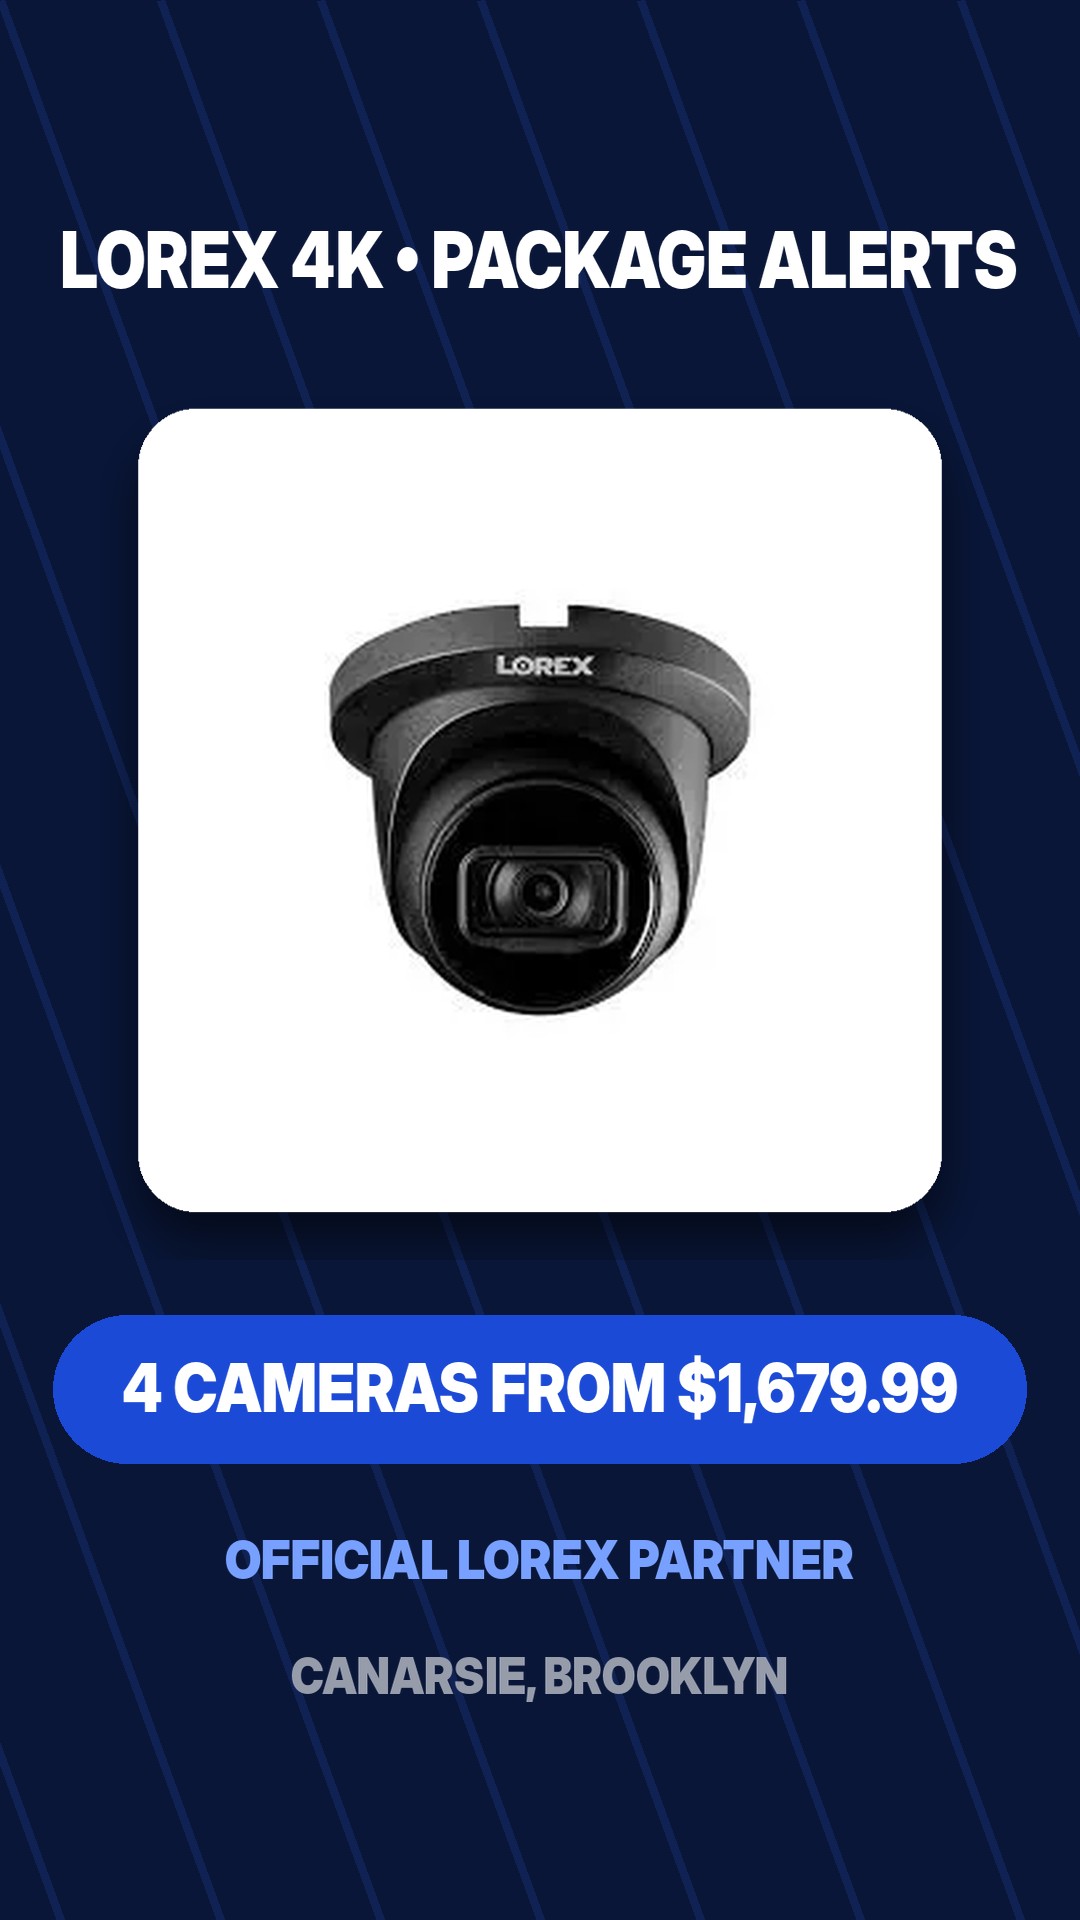 LOREX 4K • PACKAGE ALERTS
LOREX
4 CAMERAS FROM $1,679.99
OFFICIAL LOREX PARTNER
CANARSIE, BROOKLYN